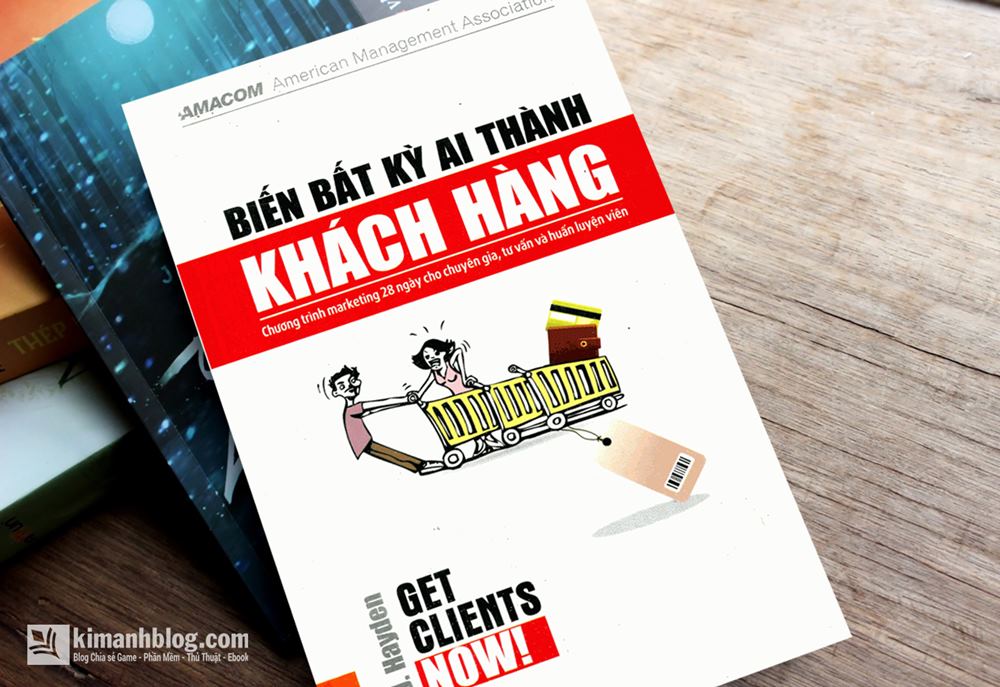 AMACOM American Management Association
BIẾN BẤT KỲ AI THÀNH
KHÁCH HÀNG
Chương trình marketing 28 ngày cho chuyên gia, tư vấn và huấn luyện viên
GET
CLIENTS
NOW!
Hayden
THÉP
kimanhblog.com
Blog Chia sẻ Game - Phần Mềm - Thủ Thuật - Ebook